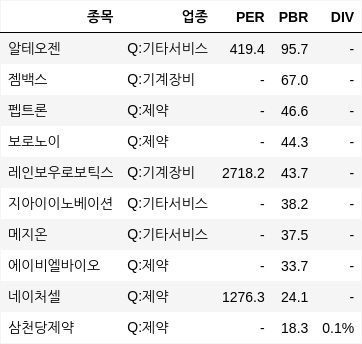 종목 업종 PER PBR DIV
알테오젠 Q:기타서비스 419.4 95.7 -
젬백스 Q:기계장비 - 67.0 -
펩트론 Q:제약 - 46.6 -
보로노이 Q:제약 - 44.3 -
레인보우로보틱스 Q:기계장비 2718.2 43.7 -
지아이이노베이션 Q:기타서비스 - 38.2 -
메지온 Q:기타서비스 - 37.5 -
에이비엘바이오 Q:제약 - 33.7 -
네이처셀 Q:제약 1276.3 24.1 -
삼천당제약 Q:제약 - 18.3 0.1%